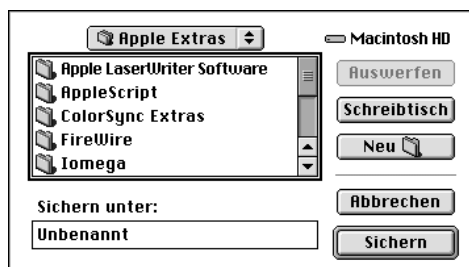 Apple Extras
Macintosh HD
Apple LaserWriter Software
AppleScript
ColorSync Extras
FireWire
Iomega
Auswerfen
Schreibtisch
Neu
Sichern unter:
Unbenannt
Abbrechen
Sichern